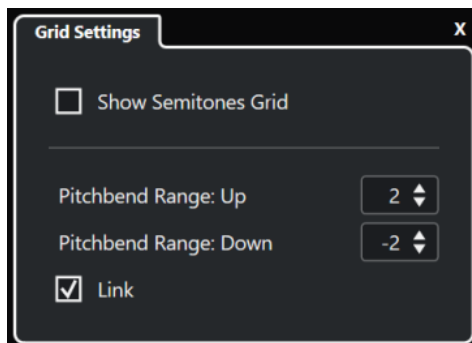 Grid Settings X
Show Semitones Grid
Pitchbend Range: Up 2
Pitchbend Range: Down -2
Link